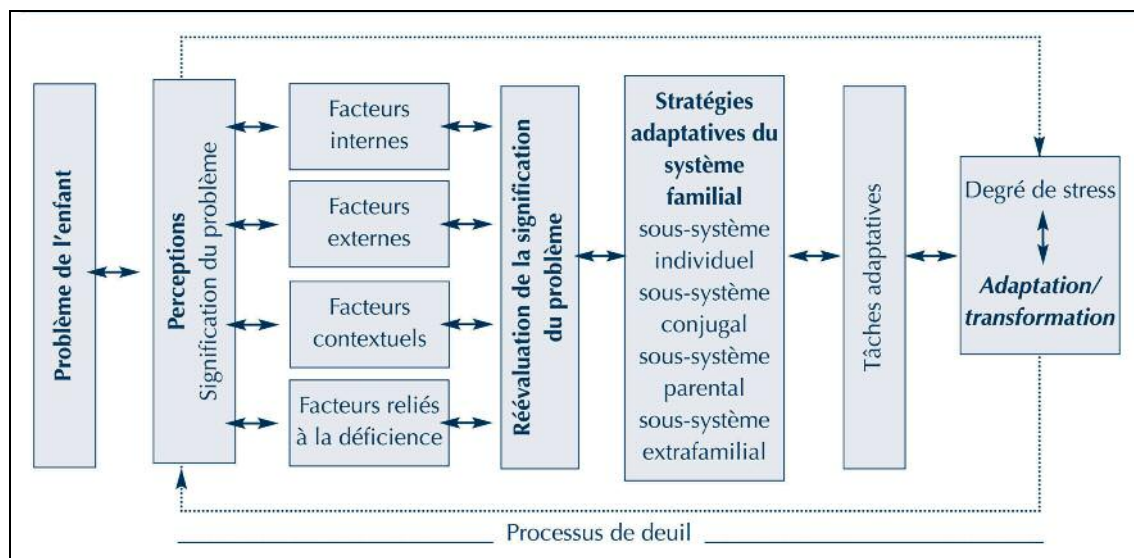 Problème de l'enfant
Perceptions
Signification du problème
Facteurs
internes
Facteurs
externes
Facteurs
contextuels
Facteurs reliés
à la déficience
Réévaluation de la signification
du problème
Stratégies
adaptatives du
système
familial
sous-système
individuel
sous-système
conjugal
sous-système
parental
sous-système
extrafamilial
Tâches adaptatives
Degré de stress
Adaptation/
transformation
Processus de deuil